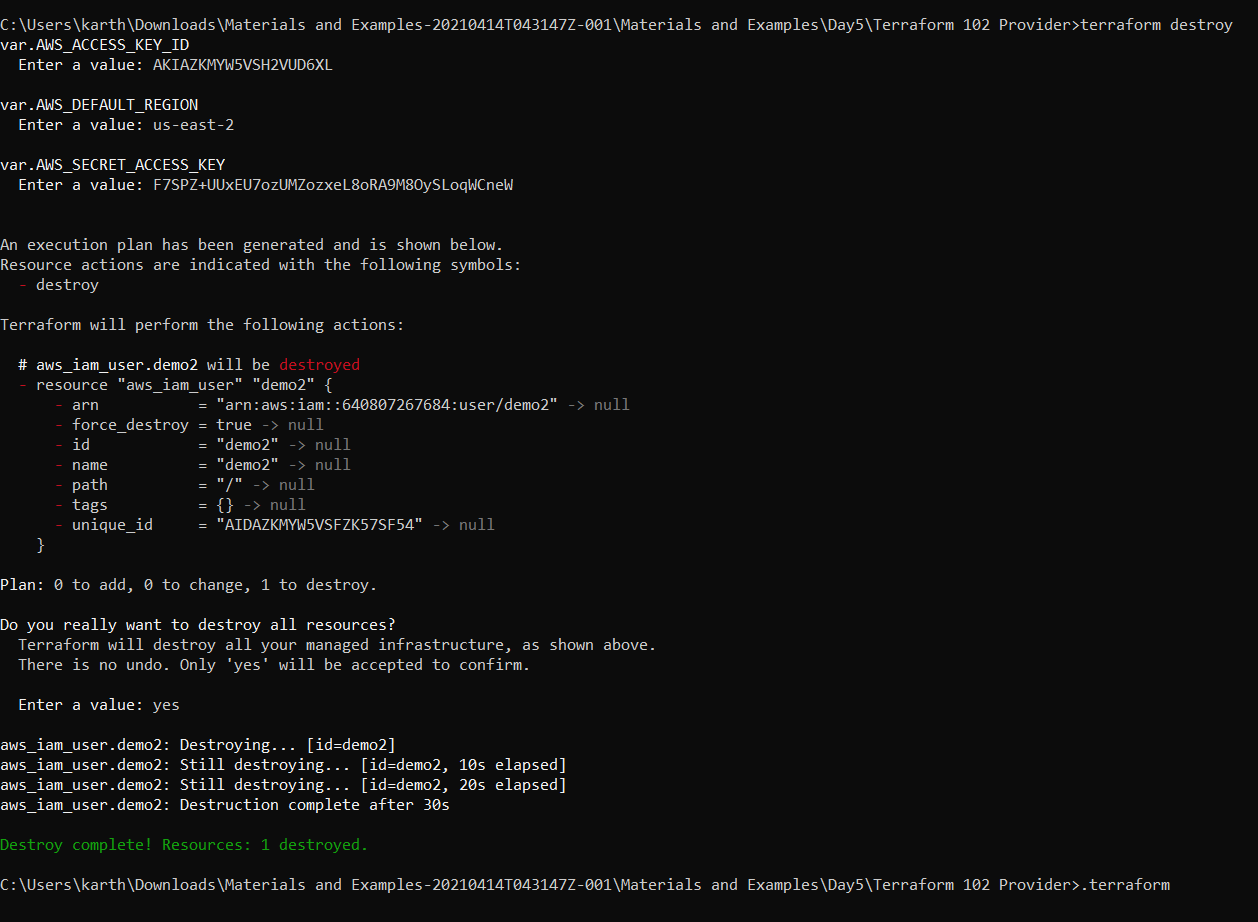 C:\Users\karth\Downloads\Materials and Examples-20210414T043147Z-001\Materials and Examples\Day5\Terraform 102 Provider>terraform destroy
var.AWS_ACCESS_KEY_ID
Enter a value: AKIAZKMYW5VSH2VUD6XL
var.AWS_DEFAULT_REGION
Enter a value: us-east-2
var.AWS_SECRET_ACCESS_KEY
Enter a value: F7SPZ+UUxEU7ozUMZozxeL8oRA9M8OySLoqWCneW
An execution plan has been generated and is shown below.
Resource actions are indicated with the following symbols:
- destroy
Terraform will perform the following actions:
# aws_iam_user.demo2 will be destroyed
- resource "aws_iam_user" "demo2" {
- arn = "arn:aws:iam::640807267684:user/demo2" -> null
- force_destroy = true -> null
- id = "demo2" -> null
- name = "demo2" -> null
- path = "/" -> null
- tags = {} -> null
- unique_id = "AIDAZKMYW5VSFZK57SF54" -> null
}
Plan: 0 to add, 0 to change, 1 to destroy.
Do you really want to destroy all resources?
Terraform will destroy all your managed infrastructure, as shown above.
There is no undo. Only 'yes' will be accepted to confirm.
Enter a value: yes
aws_iam_user.demo2: Destroying... [id=demo2]
aws_iam_user.demo2: Still destroying... [id=demo2, 10s elapsed]
aws_iam_user.demo2: Still destroying... [id=demo2, 20s elapsed]
aws_iam_user.demo2: Destruction complete after 30s
Destroy complete! Resources: 1 destroyed.
C:\Users\karth\Downloads\Materials and Examples-20210414T043147Z-001\Materials and Examples\Day5\Terraform 102 Provider>.terraform